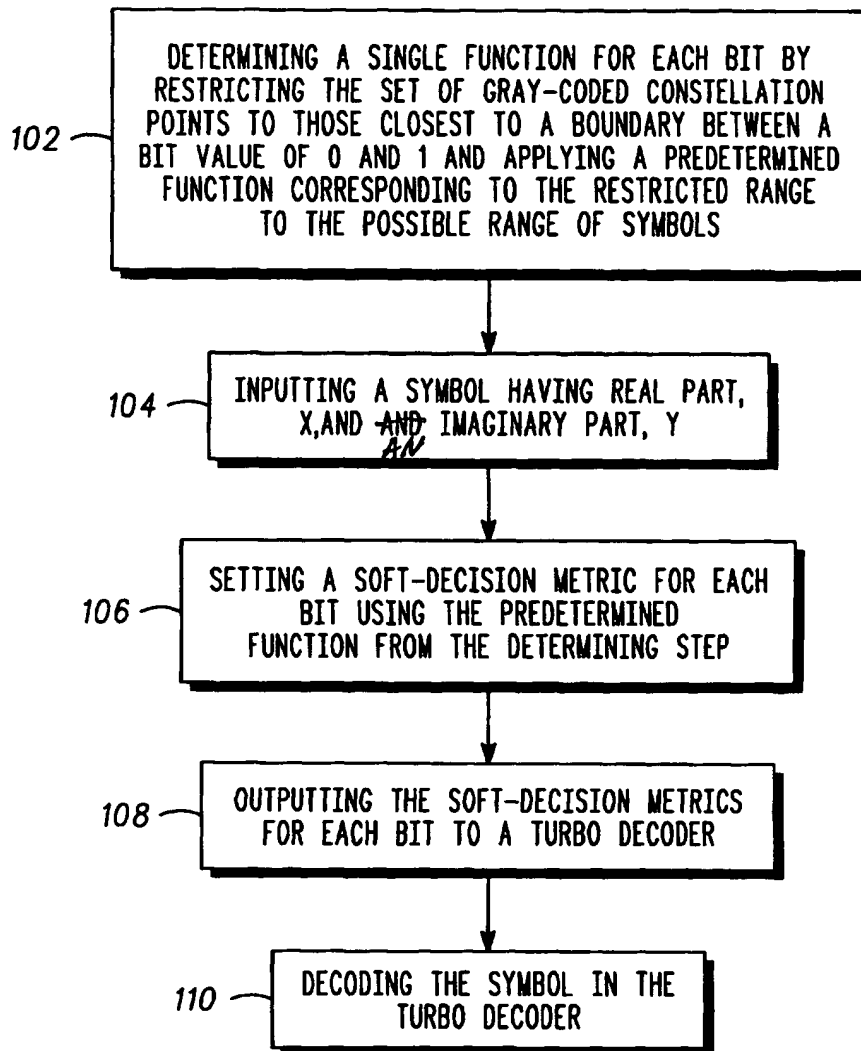 DETERMINING A SINGLE FUNCTION FOR EACH BIT BY
RESTRICTING THE SET OF GRAY-CODED CONSTELLATION
POINTS TO THOSE CLOSEST TO A BOUNDARY BETWEEN A
BIT VALUE OF 0 AND 1 AND APPLYING A PREDETERMINED
FUNCTION CORRESPONDING TO THE RESTRICTED RANGE
TO THE POSSIBLE RANGE OF SYMBOLS
102
INPUTTING A SYMBOL HAVING REAL PART,
X,AND AND IMAGINARY PART, Y
AN
104
SETTING A SOFT-DECISION METRIC FOR EACH
BIT USING THE PREDETERMINED
FUNCTION FROM THE DETERMINING STEP
106
OUTPUTTING THE SOFT-DECISION METRICS
FOR EACH BIT TO A TURBO DECODER
108
DECODING THE SYMBOL IN THE
TURBO DECODER
110